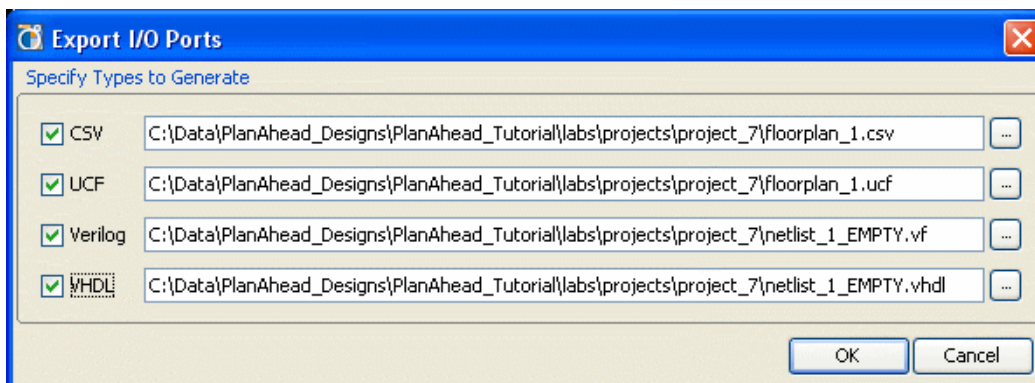 Export I/O Ports
Specify Types to Generate
CSV C:\Data\PlanAhead_Designs\PlanAhead_Tutorial\labs\projects\project_7\floorplan_1.csv ...
UCF C:\Data\PlanAhead_Designs\PlanAhead_Tutorial\labs\projects\project_7\floorplan_1.ucf ...
Verilog C:\Data\PlanAhead_Designs\PlanAhead_Tutorial\labs\projects\project_7\netlist_1_EMPTY.vf ...
VHDL C:\Data\PlanAhead_Designs\PlanAhead_Tutorial\labs\projects\project_7\netlist_1_EMPTY.vhdl ...
OK Cancel